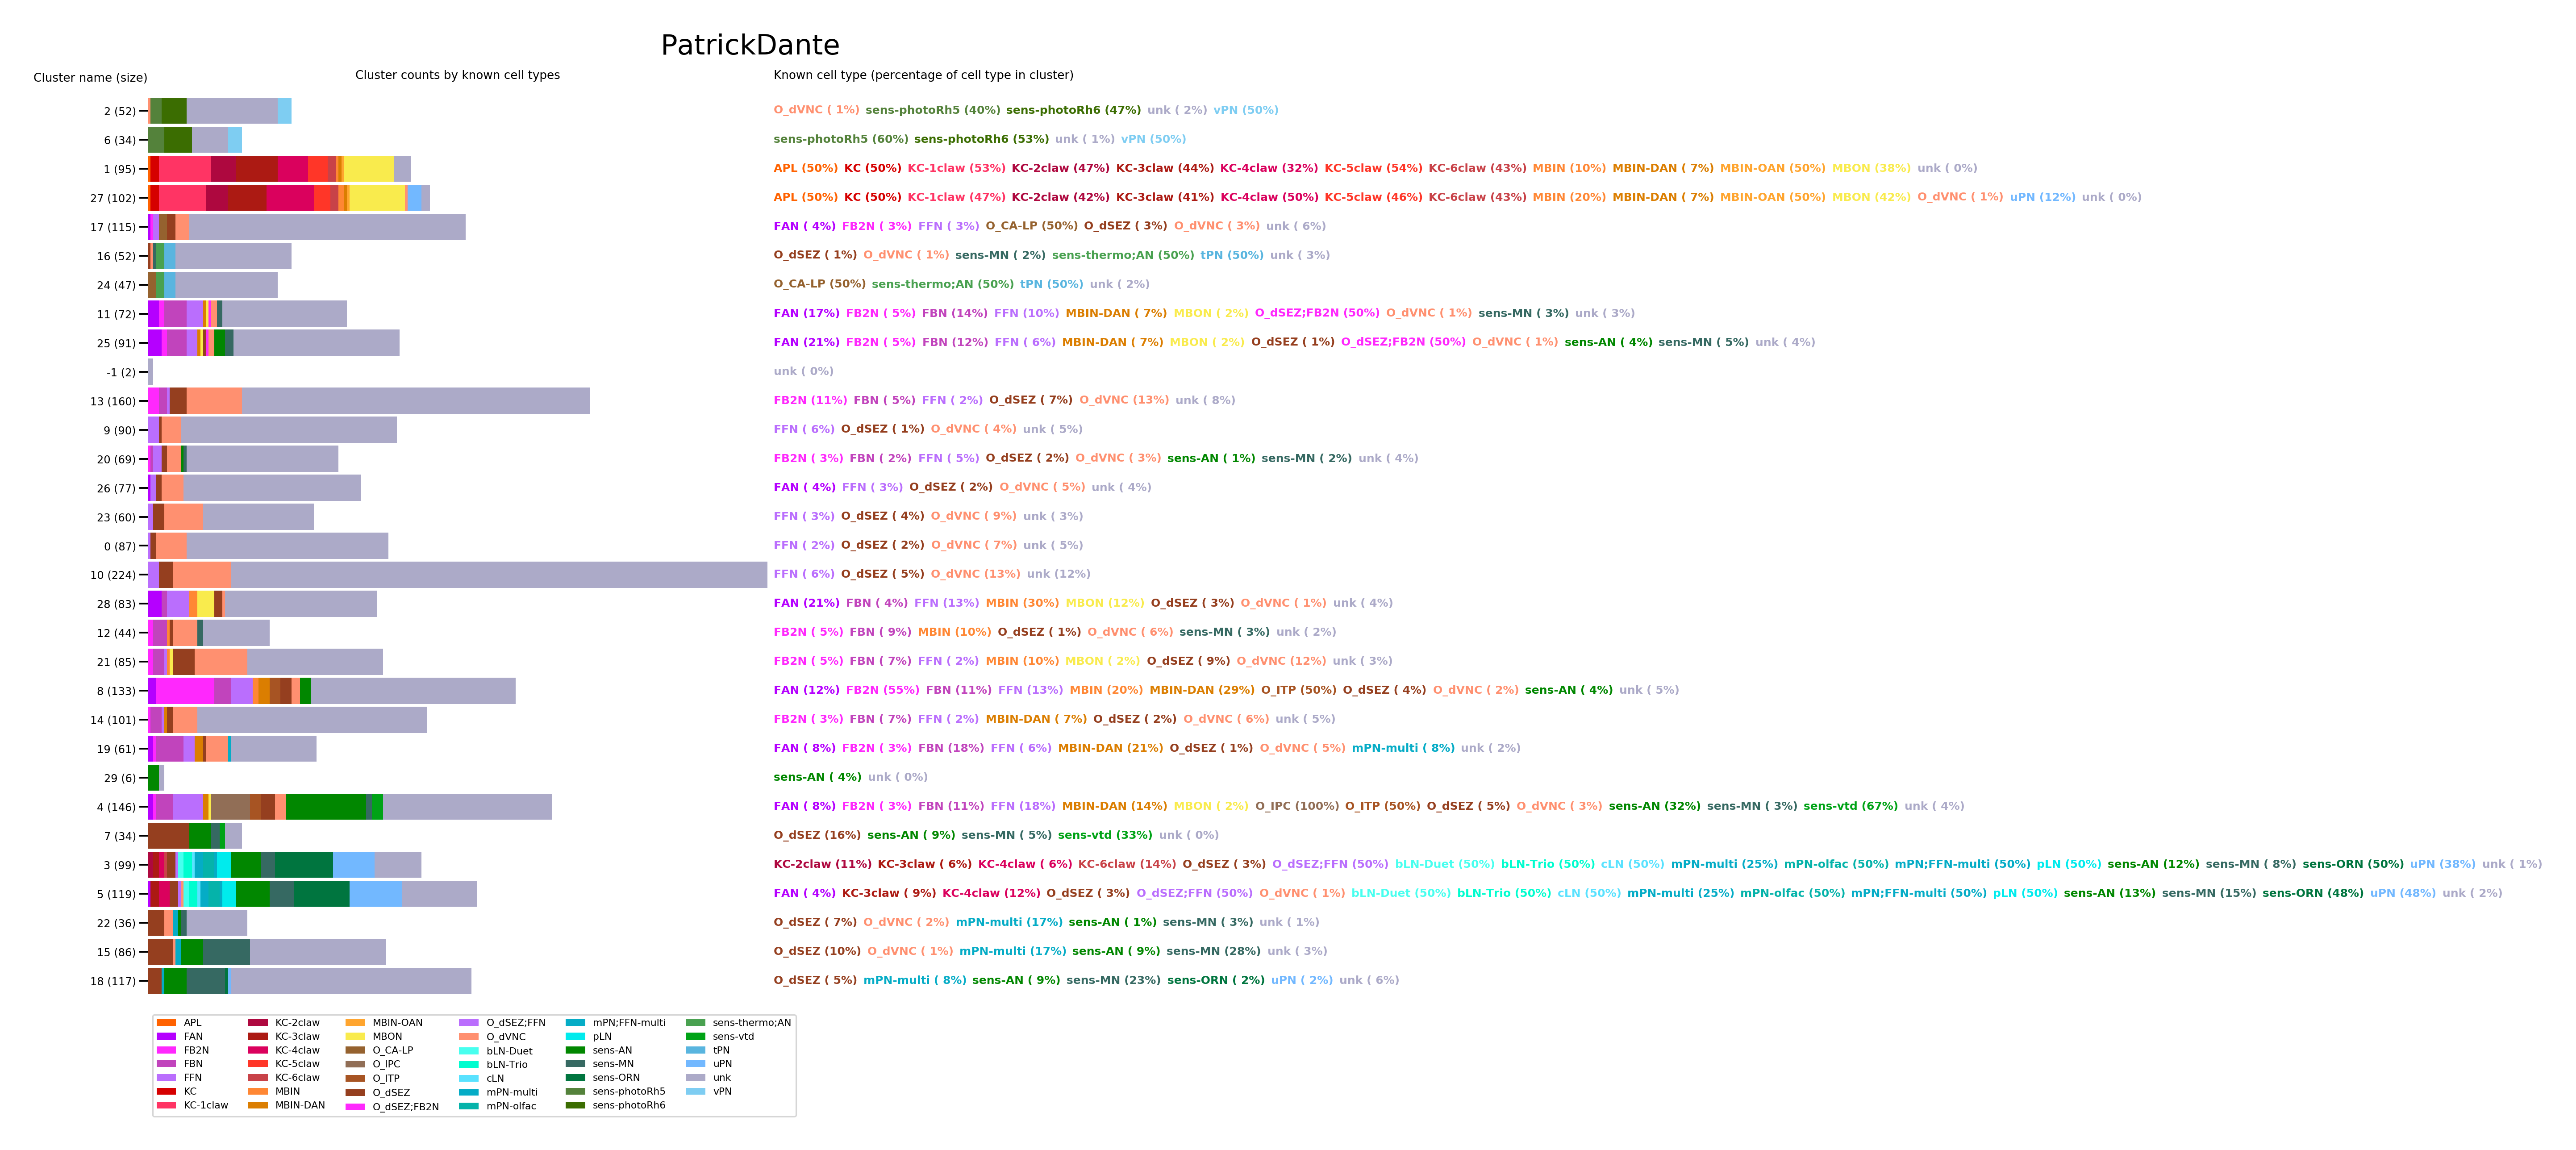 PatrickDante
Cluster name (size)
Cluster counts by known cell types
Known cell type (percentage of cell type in cluster)
2 (52) O_dVNC ( 1%) sens-photoRh5 (40%) sens-photoRh6 (47%) unk ( 2%) vPN (50%)
6 (34) sens-photoRh5 (60%) sens-photoRh6 (53%) unk ( 1%) vPN (50%)
1 (95) APL (50%) KC (50%) KC-1claw (53%) KC-2claw (47%) KC-3claw (44%) KC-4claw (32%) KC-5claw (54%) KC-6claw (43%) MBIN (10%) MBIN-DAN ( 7%) MBIN-OAN (50%) MBON (38%) unk ( 0%)
27 (102) APL (50%) KC (50%) KC-1claw (47%) KC-2claw (42%) KC-3claw (41%) KC-4claw (50%) KC-5claw (46%) KC-6claw (43%) MBIN (20%) MBIN-DAN ( 7%) MBIN-OAN (50%) MBON (42%) O_dVNC ( 1%) uPN (12%) unk ( 0%)
17 (115) FAN ( 4%) FB2N ( 3%) FFN ( 3%) O_CA-LP (50%) O_dSEZ ( 3%) O_dVNC ( 3%) unk ( 6%)
16 (52) O_dSEZ ( 1%) O_dVNC ( 1%) sens-MN ( 2%) sens-thermo;AN (50%) tPN (50%) unk ( 3%)
24 (47) O_CA-LP (50%) sens-thermo;AN (50%) tPN (50%) unk ( 2%)
11 (72) FAN (17%) FB2N ( 5%) FBN (14%) FFN (10%) MBIN-DAN ( 7%) MBON ( 2%) O_dSEZ;FB2N (50%) O_dVNC ( 1%) sens-MN ( 3%) unk ( 3%)
25 (91) FAN (21%) FB2N ( 5%) FBN (12%) FFN ( 6%) MBIN-DAN ( 7%) MBON ( 2%) O_dSEZ ( 1%) O_dSEZ;FB2N (50%) O_dVNC ( 1%) sens-AN ( 4%) sens-MN ( 5%) unk ( 4%)
-1 (2) unk ( 0%)
13 (160) FB2N (11%) FBN ( 5%) FFN ( 2%) O_dSEZ ( 7%) O_dVNC (13%) unk ( 8%)
9 (90) FFN ( 6%) O_dSEZ ( 1%) O_dVNC ( 4%) unk ( 5%)
20 (69) FB2N ( 3%) FBN ( 2%) FFN ( 5%) O_dSEZ ( 2%) O_dVNC ( 3%) sens-AN ( 1%) sens-MN ( 2%) unk ( 4%)
26 (77) FAN ( 4%) FFN ( 3%) O_dSEZ ( 2%) O_dVNC ( 5%) unk ( 4%)
23 (60) FFN ( 3%) O_dSEZ ( 4%) O_dVNC ( 9%) unk ( 3%)
0 (87) FFN ( 2%) O_dSEZ ( 2%) O_dVNC ( 7%) unk ( 5%)
10 (224) FFN ( 6%) O_dSEZ ( 5%) O_dVNC (13%) unk (12%)
28 (83) FAN (21%) FBN ( 4%) FFN (13%) MBIN (30%) MBON (12%) O_dSEZ ( 3%) O_dVNC ( 1%) unk ( 4%)
12 (44) FB2N ( 5%) FBN ( 9%) MBIN (10%) O_dSEZ ( 1%) O_dVNC ( 6%) sens-MN ( 3%) unk ( 2%)
21 (85) FB2N ( 5%) FBN ( 7%) FFN ( 2%) MBIN (10%) MBON ( 2%) O_dSEZ ( 9%) O_dVNC (12%) unk ( 3%)
8 (133) FAN (12%) FB2N (55%) FBN (11%) FFN (13%) MBIN (20%) MBIN-DAN (29%) O_ITP (50%) O_dSEZ ( 4%) O_dVNC ( 2%) sens-AN ( 4%) unk ( 5%)
14 (101) FB2N ( 3%) FBN ( 7%) FFN ( 2%) MBIN-DAN ( 7%) O_dSEZ ( 2%) O_dVNC ( 6%) unk ( 5%)
19 (61) FAN ( 8%) FB2N ( 3%) FBN (18%) FFN ( 6%) MBIN-DAN (21%) O_dSEZ ( 1%) O_dVNC ( 5%) mPN-multi ( 8%) unk ( 2%)
29 (6) sens-AN ( 4%) unk ( 0%)
4 (146) FAN ( 8%) FB2N ( 3%) FBN (11%) FFN (18%) MBIN-DAN (14%) MBON ( 2%) O_IPC (100%) O_ITP (50%) O_dSEZ ( 5%) O_dVNC ( 3%) sens-AN (32%) sens-MN ( 3%) sens-vtd (67%) unk ( 4%)
7 (34) O_dSEZ (16%) sens-AN ( 9%) sens-MN ( 5%) sens-vtd (33%) unk ( 0%)
3 (99) KC-2claw (11%) KC-3claw ( 6%) KC-4claw ( 6%) KC-6claw (14%) O_dSEZ ( 3%) O_dSEZ;FFN (50%) bLN-Duet (50%) bLN-Trio (50%) cLN (50%) mPN-multi (25%) mPN-olfac (50%) mPN;FFN-multi (50%) pLN (50%) sens-AN (12%) sens-MN ( 8%) sens-ORN (50%) uPN (38%) unk ( 1%)
5 (119) FAN ( 4%) KC-3claw ( 9%) KC-4claw (12%) O_dSEZ ( 3%) O_dSEZ;FFN (50%) O_dVNC ( 1%) bLN-Duet (50%) bLN-Trio (50%) cLN (50%) mPN-multi (25%) mPN-olfac (50%) mPN;FFN-multi (50%) pLN (50%) sens-AN (13%) sens-MN (15%) sens-ORN (48%) uPN (48%) unk ( 2%)
22 (36) O_dSEZ ( 7%) O_dVNC ( 2%) mPN-multi (17%) sens-AN ( 1%) sens-MN ( 3%) unk ( 1%)
15 (86) O_dSEZ (10%) O_dVNC ( 1%) mPN-multi (17%) sens-AN ( 9%) sens-MN (28%) unk ( 3%)
18 (117) O_dSEZ ( 5%) mPN-multi ( 8%) sens-AN ( 9%) sens-MN (23%) sens-ORN ( 2%) uPN ( 2%) unk ( 6%)
APL KC-2claw MBIN-OAN O_dSEZ;FFN mPN;FFN-multi sens-thermo;AN
FAN KC-3claw MBON O_dVNC pLN sens-vtd
FB2N KC-4claw O_CA-LP bLN-Duet sens-AN tPN
FBN KC-5claw O_IPC bLN-Trio sens-MN uPN
FFN KC-6claw O_ITP cLN sens-ORN unk
KC MBIN O_dSEZ mPN-multi sens-photoRh5 vPN
KC-1claw MBIN-DAN O_dSEZ;FB2N mPN-olfac sens-photoRh6